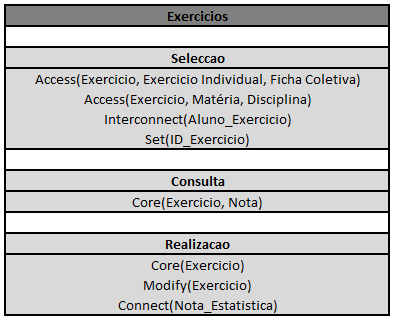 Exercicios
Seleccao
Access(Exercicio, Exercicio Individual, Ficha Coletiva)
Access(Exercicio, Matéria, Disciplina)
Interconnect(Aluno_Exercicio)
Set(ID_Exercicio)
Consulta
Core(Exercicio, Nota)
Realizacao
Core(Exercicio)
Modify(Exercicio)
Connect(Nota_Estatistica)